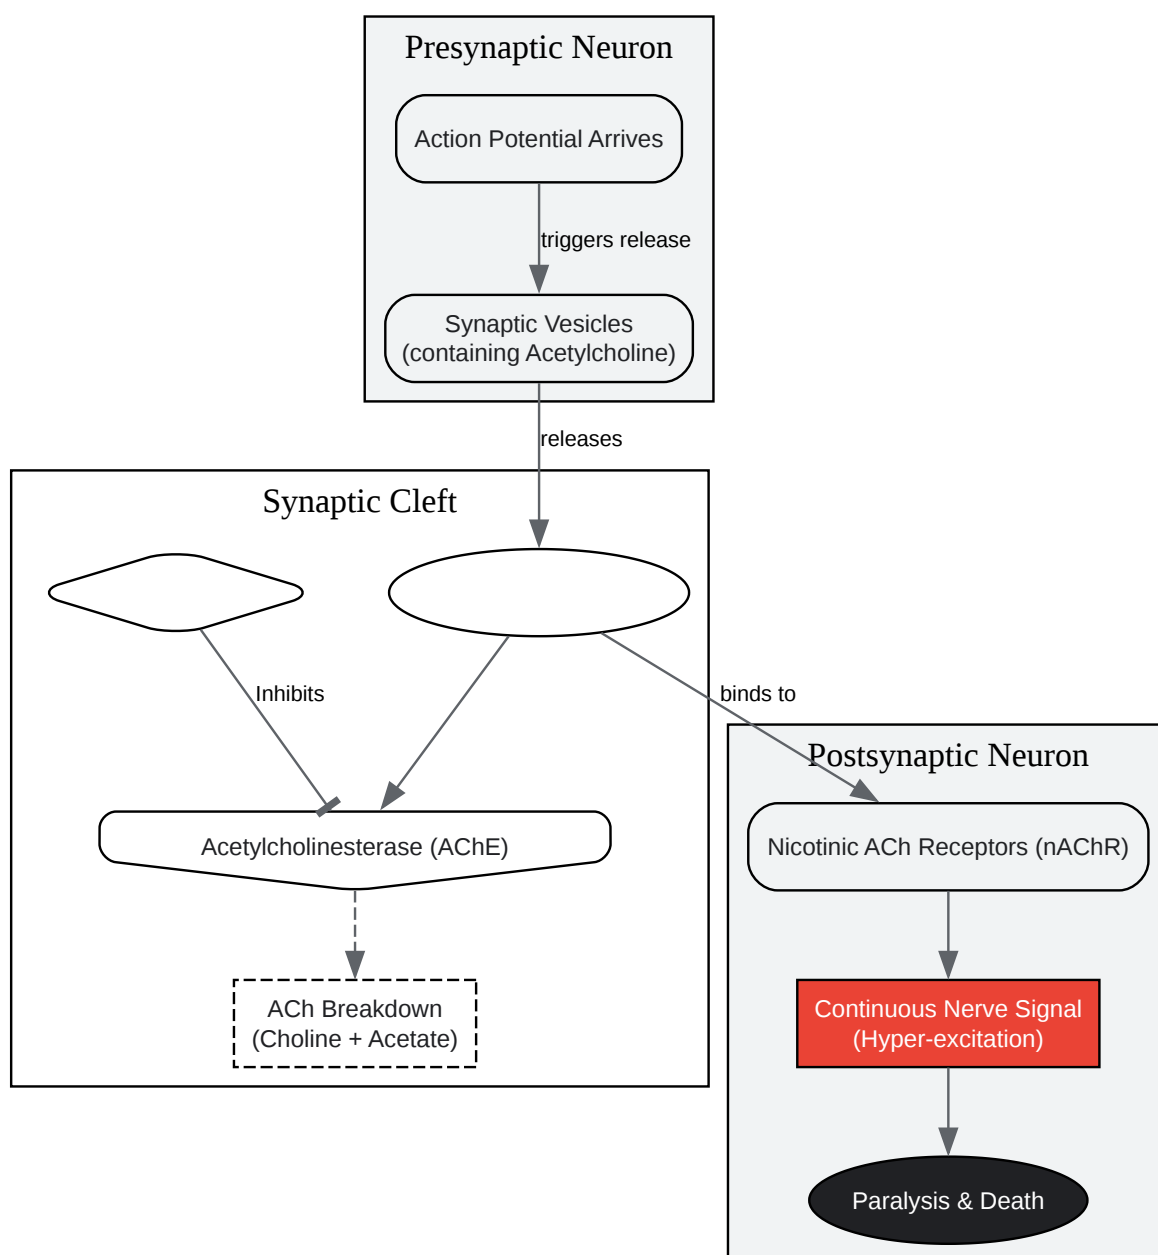 Presynaptic Neuron
Action Potential Arrives
triggers release
Synaptic Vesicles
(containing Acetylcholine)
releases
Synaptic Cleft
Inhibits
binds to
Postsynaptic Neuron
Acetylcholinesterase (AChE)
Nicotinic ACh Receptors (nAChR)
ACh Breakdown
(Choline + Acetate)
Continuous Nerve Signal
(Hyper-excitation)
Paralysis & Death